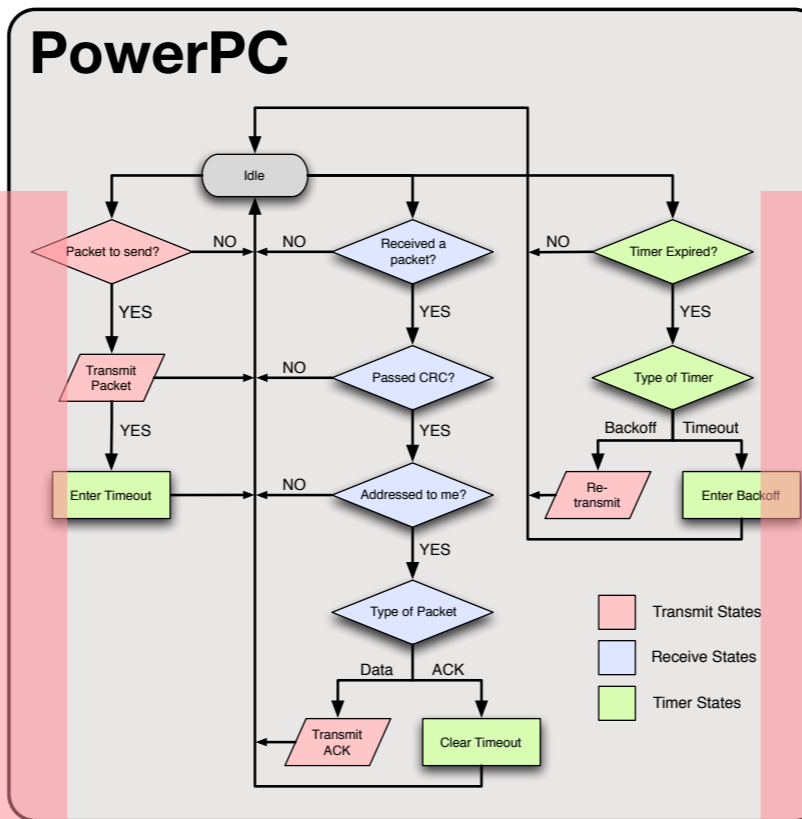 PowerPC
Idle
Packet to send?
NO
NO
Received a
packet?
NO
Timer Expired?
YES
YES
YES
Transmit
Packet
NO
Passed CRC?
Type of Timer
YES
YES
Backoff
Timeout
Enter Timeout
NO
Addressed to me?
Re-
transmit
Enter Backoff
YES
Type of Packet
Transmit States
Receive States
Timer States
Data
ACK
Transmit
ACK
Clear Timeout